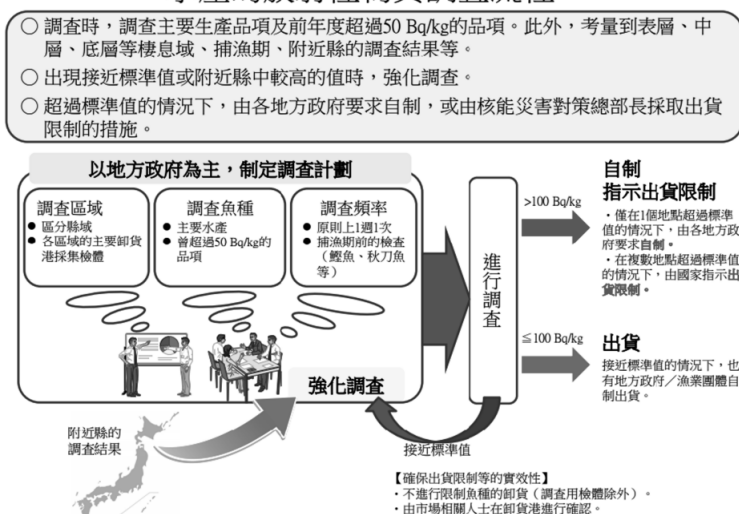 ○ 調查時，調查主要生產品項及前年度超過50 Bq/kg的品項。此外，考量到表層、中
層、底層等棲息域、捕漁期、附近縣的調查結果等。
○ 出現接近標準值或附近縣中較高的值時，強化調查。
○ 超過標準值的情況下，由各地方政府要求自制，或由核能災害對策總部長採取出貨
限制的措施。
以地方政府為主，制定調查計劃
調查區域
● 區分縣域
● 各區域的主要卸貨
港採集檢體
調查魚種
● 主要水產
● 曾超過50 Bq/kg的
品項
調查頻率
● 原則上1週1次
● 捕漁期前的檢查
（鰹魚、秋刀魚
等）
強化調查
附近縣的
調查結果
進行調查
接近標準值
>100 Bq/kg
自制
指示出貨限制
・僅在1個地點超過標準
值的情況下，由各地方政
府要求自制。
・在複數地點超過標準值
的情況下，由國家指示出
貨限制。
≦100 Bq/kg
出貨
接近標準值的情況下，也
有地方政府／漁業團體自
制出貨。
【確保出貨限制等的實效性】
・不進行限制魚種的卸貨（調查用檢體除外）。
・由市場相關人士在卸貨港進行確認。